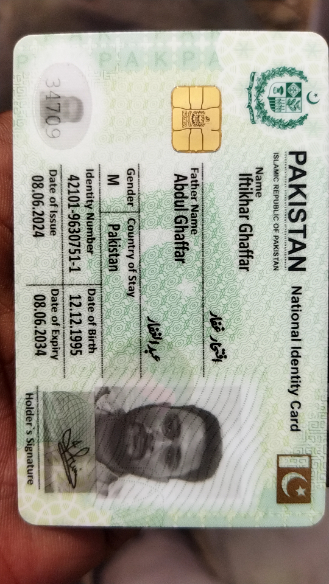 PAKISTAN National Identity Card
ISLAMIC REPUBLIC OF PAKISTAN
Name
Iftikhar Ghaffar
افتخار غفار
Father Name
Abdul Ghaffar
عبدالغفار
Gender Country of Stay
M Pakistan
Identity Number Date of Birth
42101-9630751-1 12.12.1995
Date of Issue Date of Expiry
08.06.2024 08.06.2034
Holder's Signature
34709
PAKPA